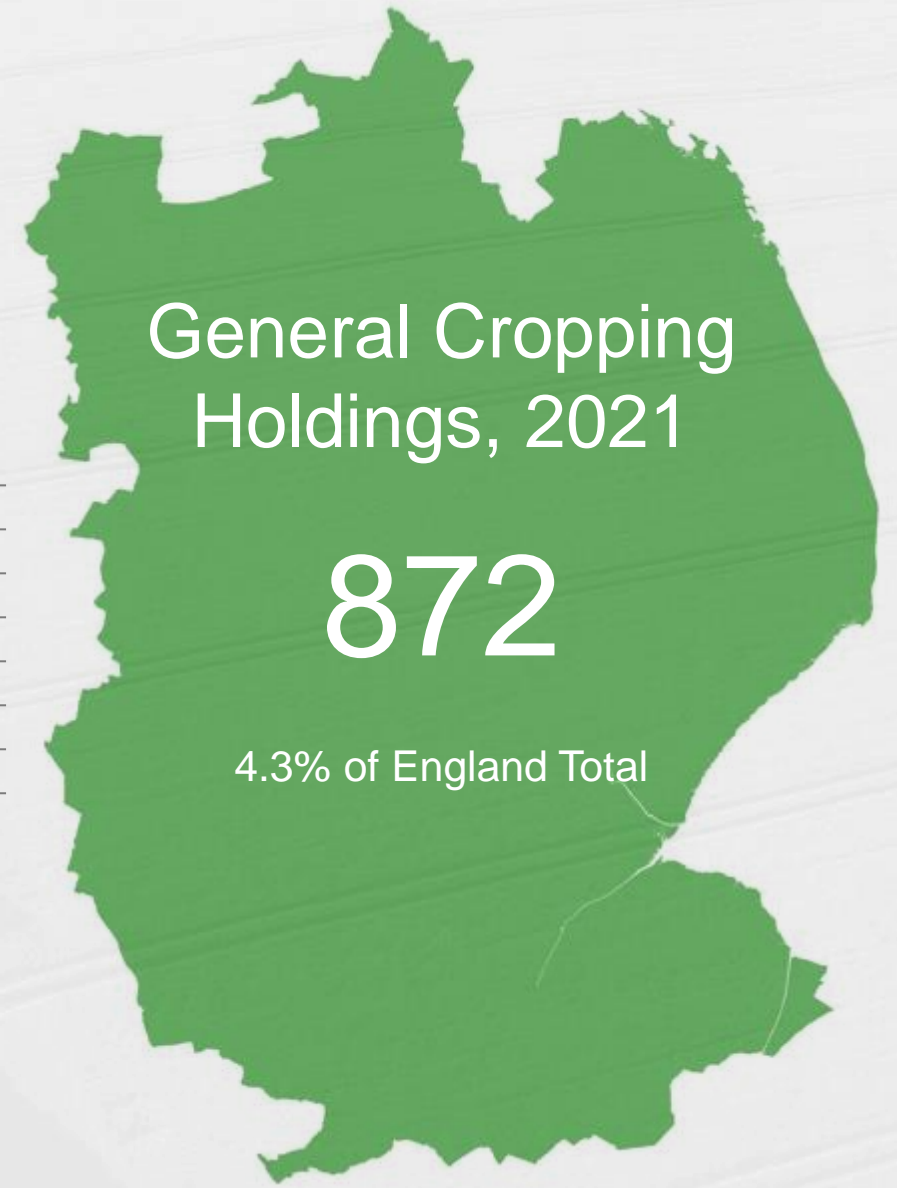 General Cropping
Holdings, 2021
872
4.3% of England Total